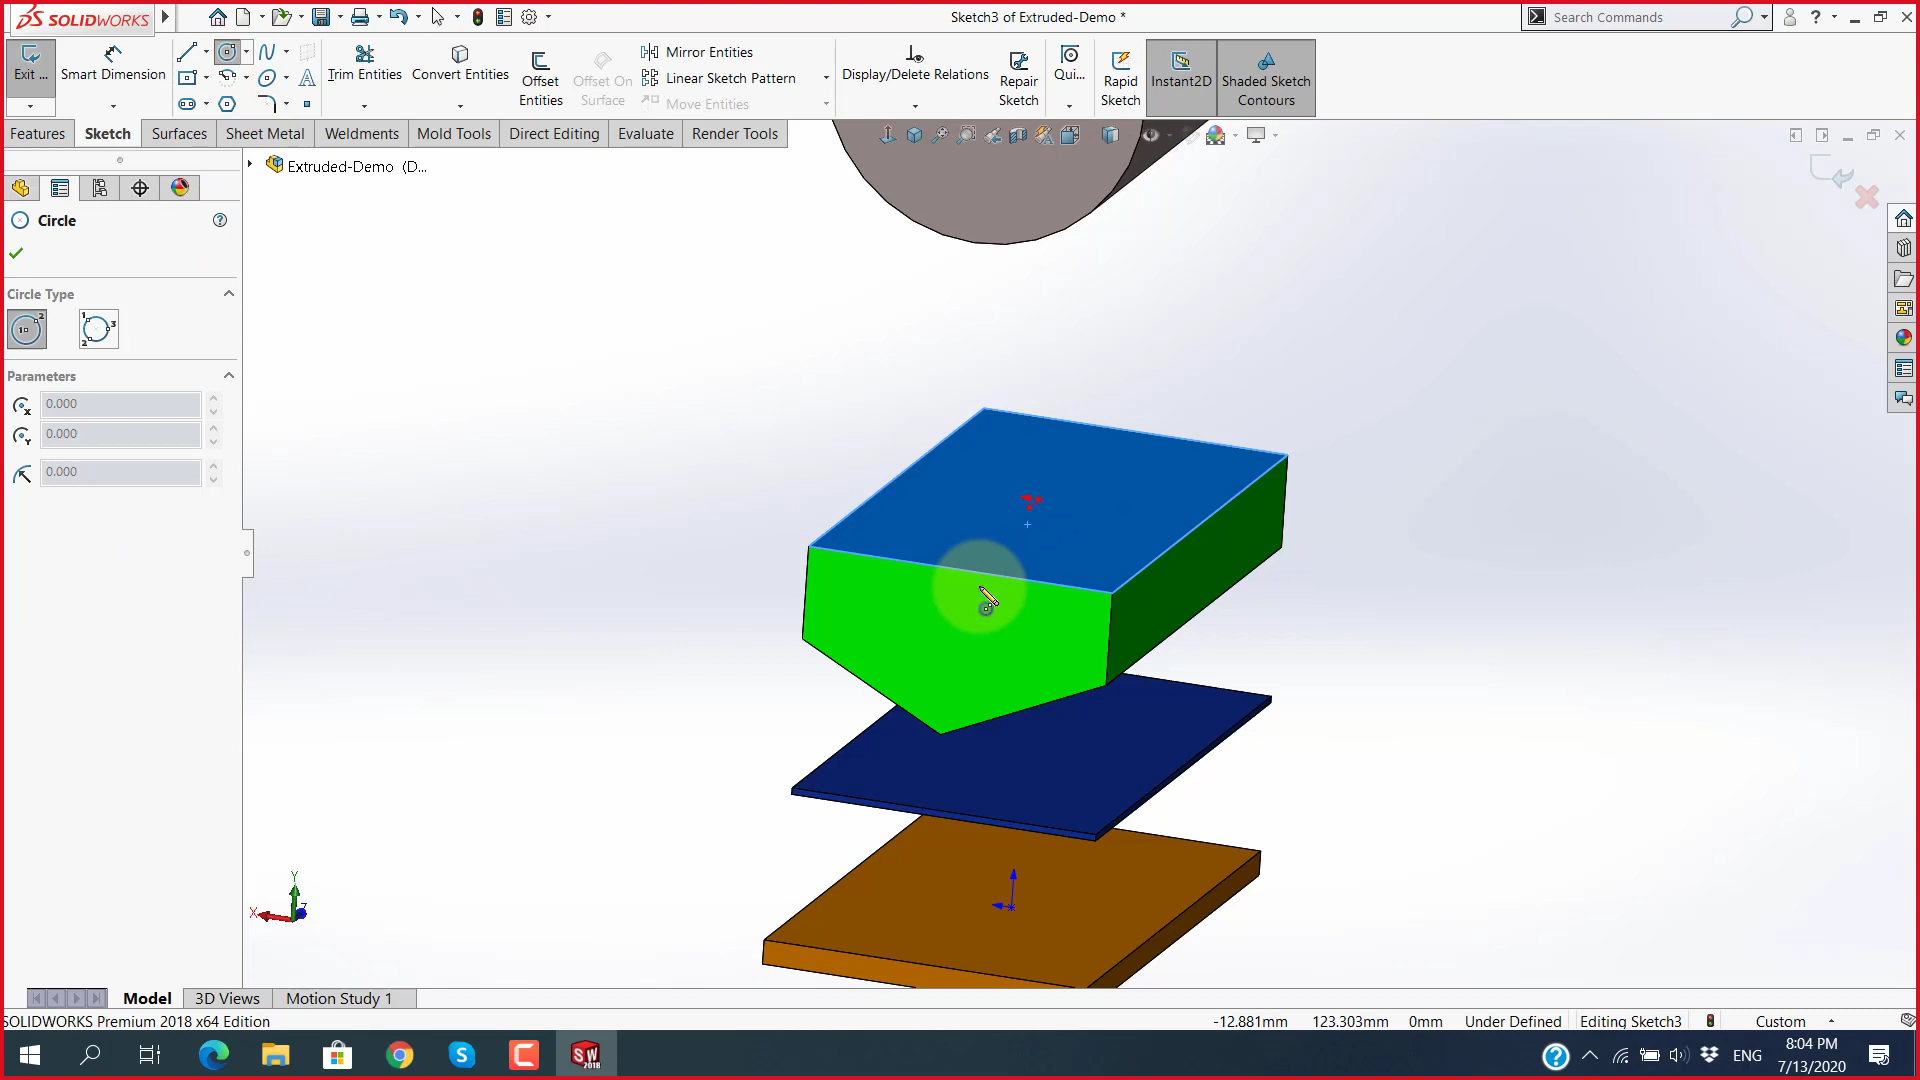 SOLIDWORKS
Sketch3 of Extruded-Demo *
Search Commands
Exit ...
Smart Dimension
Trim Entities
Convert Entities
Offset Entities
Offset On Surface
Mirror Entities
Linear Sketch Pattern
Move Entities
Display/Delete Relations
Repair Sketch
Qui...
Rapid Sketch
Instant2D
Shaded Sketch Contours
Features
Sketch
Surfaces
Sheet Metal
Weldments
Mold Tools
Direct Editing
Evaluate
Render Tools
Extruded-Demo (D...
Circle
Circle Type
Parameters
0.000
0.000
0.000
Y
X
Z
Model
3D Views
Motion Study 1
SOLIDWORKS Premium 2018 x64 Edition
-12.881mm
123.303mm
0mm
Under Defined
Editing Sketch3
Custom
SW
2018
ENG
8:04 PM
7/13/2020